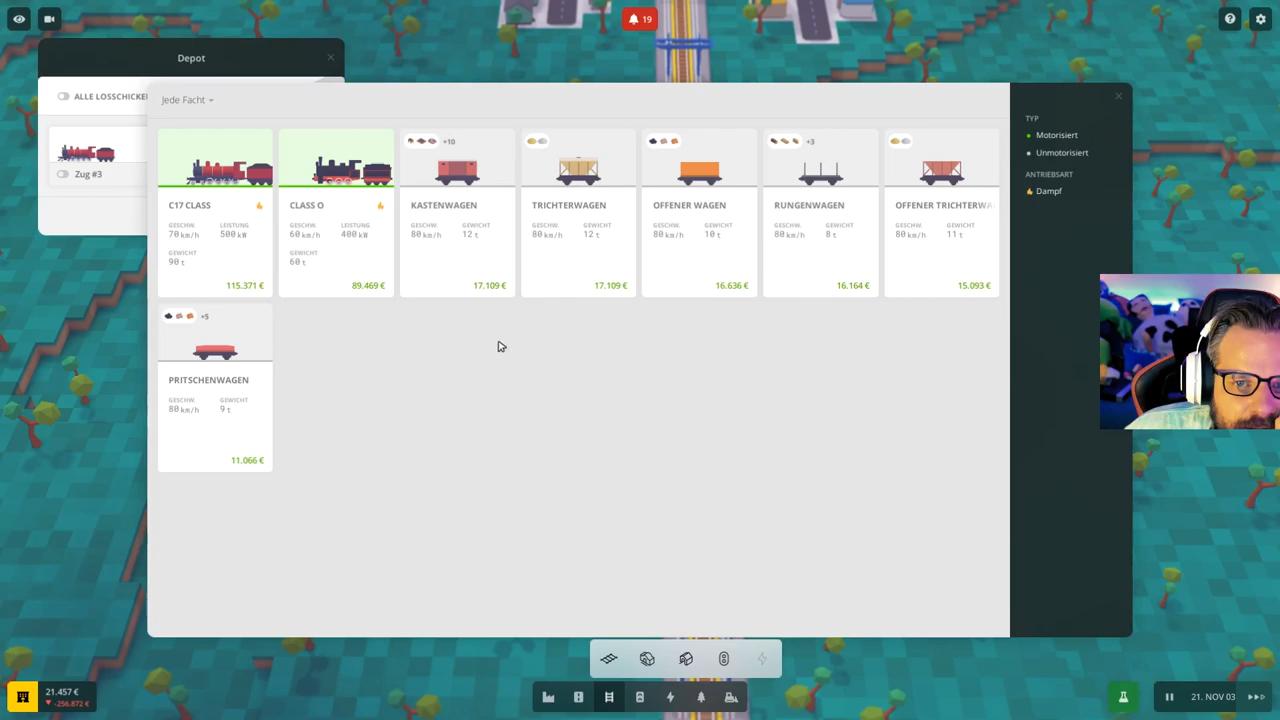 19
Depot
ALLE LOSSCHICKE
Zug #3
Jede Facht
C17 CLASS
GESCHW. LEISTUNG
70 km/h 500 kW
GEWICHT
90 t
115.371 €
CLASS O
GESCHW. LEISTUNG
60 km/h 400 kW
GEWICHT
60 t
89.469 €
+10
KASTENWAGEN
GESCHW. GEWICHT
80 km/h 12 t
17.109 €
TRICHTERWAGEN
GESCHW. GEWICHT
80 km/h 12 t
17.109 €
OFFENER WAGEN
GESCHW. GEWICHT
80 km/h 10 t
16.636 €
+3
RUNGENWAGEN
GESCHW. GEWICHT
80 km/h 8 t
16.164 €
OFFENER TRICHTERWA
GESCHW. GEWICHT
80 km/h 11 t
15.093 €
+5
PRITSCHENWAGEN
GESCHW. GEWICHT
80 km/h 9 t
11.066 €
TYP
Motorisiert
Unmotorisiert
ANTRIEBSART
Dampf
21.457 €
-256.872 €
21. NOV 03